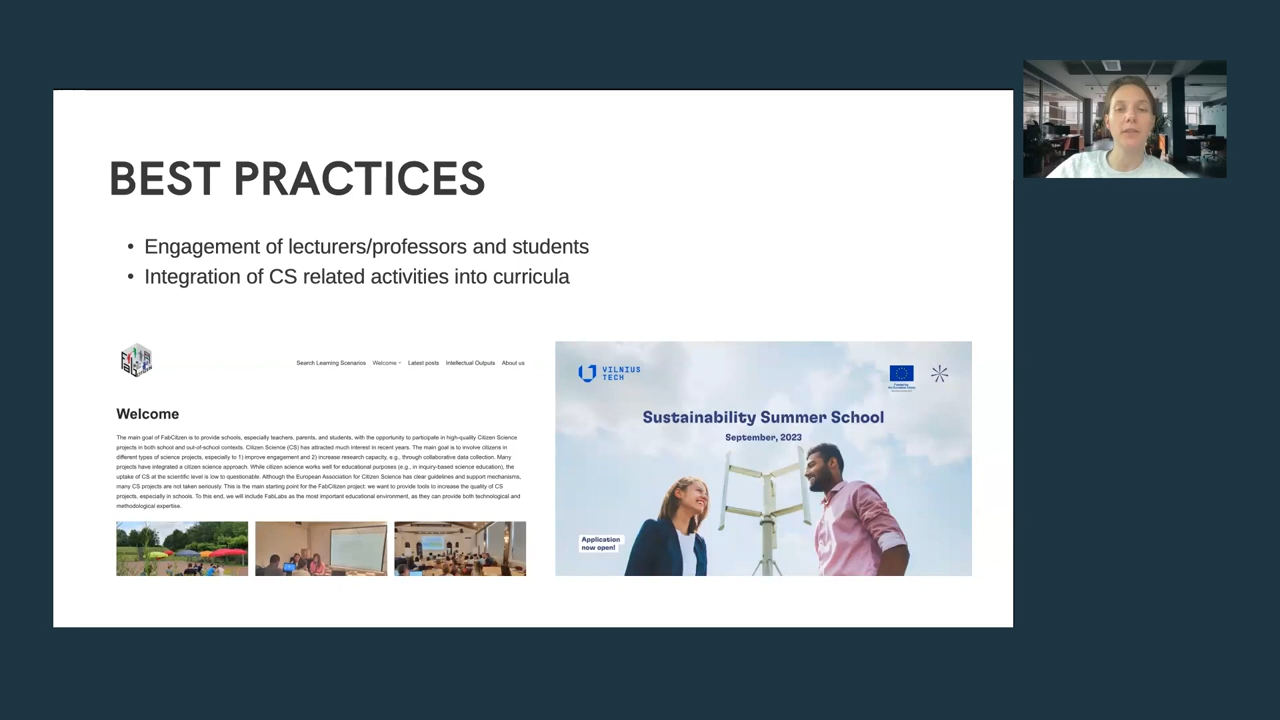 BEST PRACTICES
• Engagement of lecturers/professors and students
• Integration of CS related activities into curricula
Search Learning Scenarios Welcome Latest posts Intellectual Outputs About us
Welcome
The main goal of FabCitizen is to provide schools, especially teachers, parents, and students, with the opportunity to participate in high-quality Citizen Science
projects in both school and out-of-school contexts. Citizen Science (CS) has attracted much interest in recent years. The main goal is to involve citizens in
different types of science projects, especially to 1) improve engagement and 2) increase research capacity, e.g., through collaborative data collection. Many
projects have integrated a citizen science approach. While citizen science works well for educational purposes (e.g., in inquiry-based science education), the
uptake of CS at the scientific level is low to questionable. Although the European Association for Citizen Science has clear guidelines and support mechanisms,
many CS projects are not taken seriously. This is the main starting point for the FabCitizen project: we want to provide tools to increase the quality of CS
projects, especially in schools. To this end, we will include FabLabs as the most important educational environment, as they can provide both technological and
methodological expertise.
VILNIUS
TECH
Sustainability Summer School
September, 2023
Application
now open!